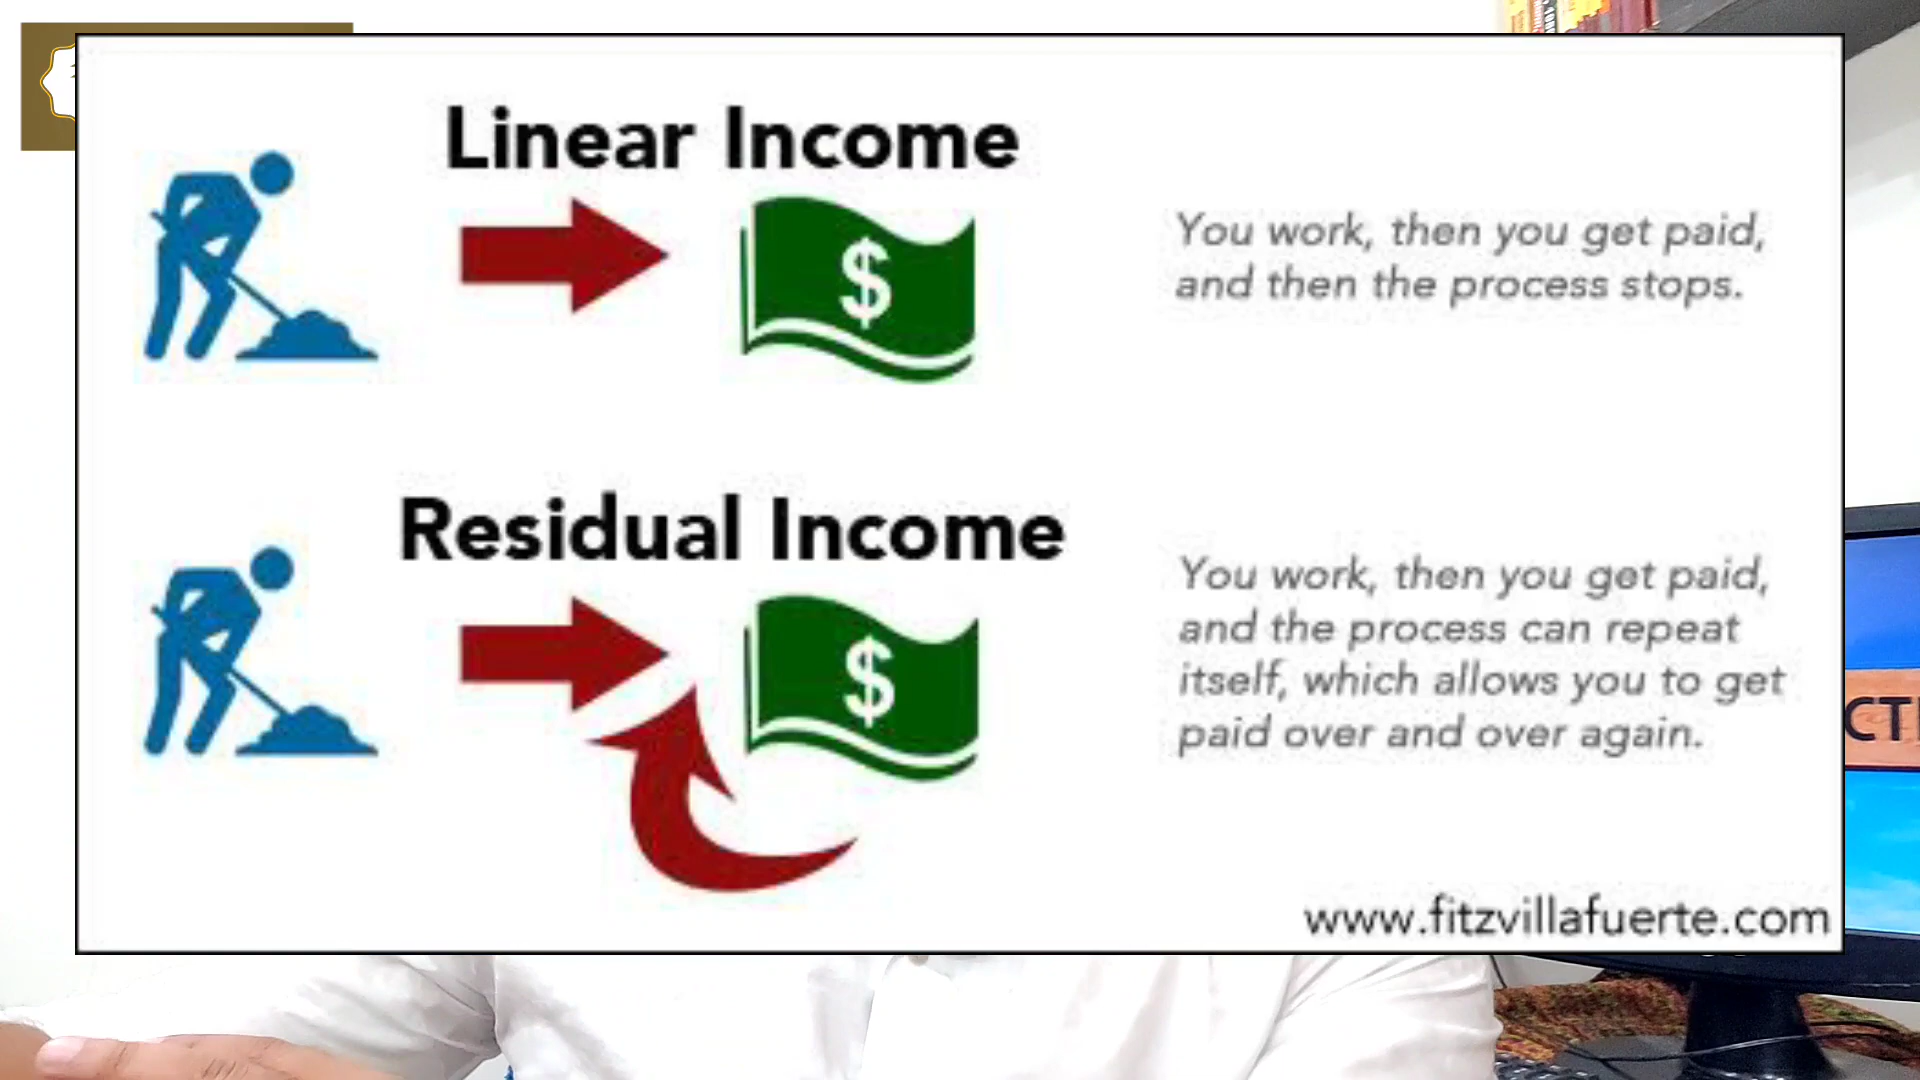 Linear Income
$
You work, then you get paid,
and then the process stops.
Residual Income
$
You work, then you get paid,
and the process can repeat
itself, which allows you to get
paid over and over again.
www.fitzvillafuerte.com
CT